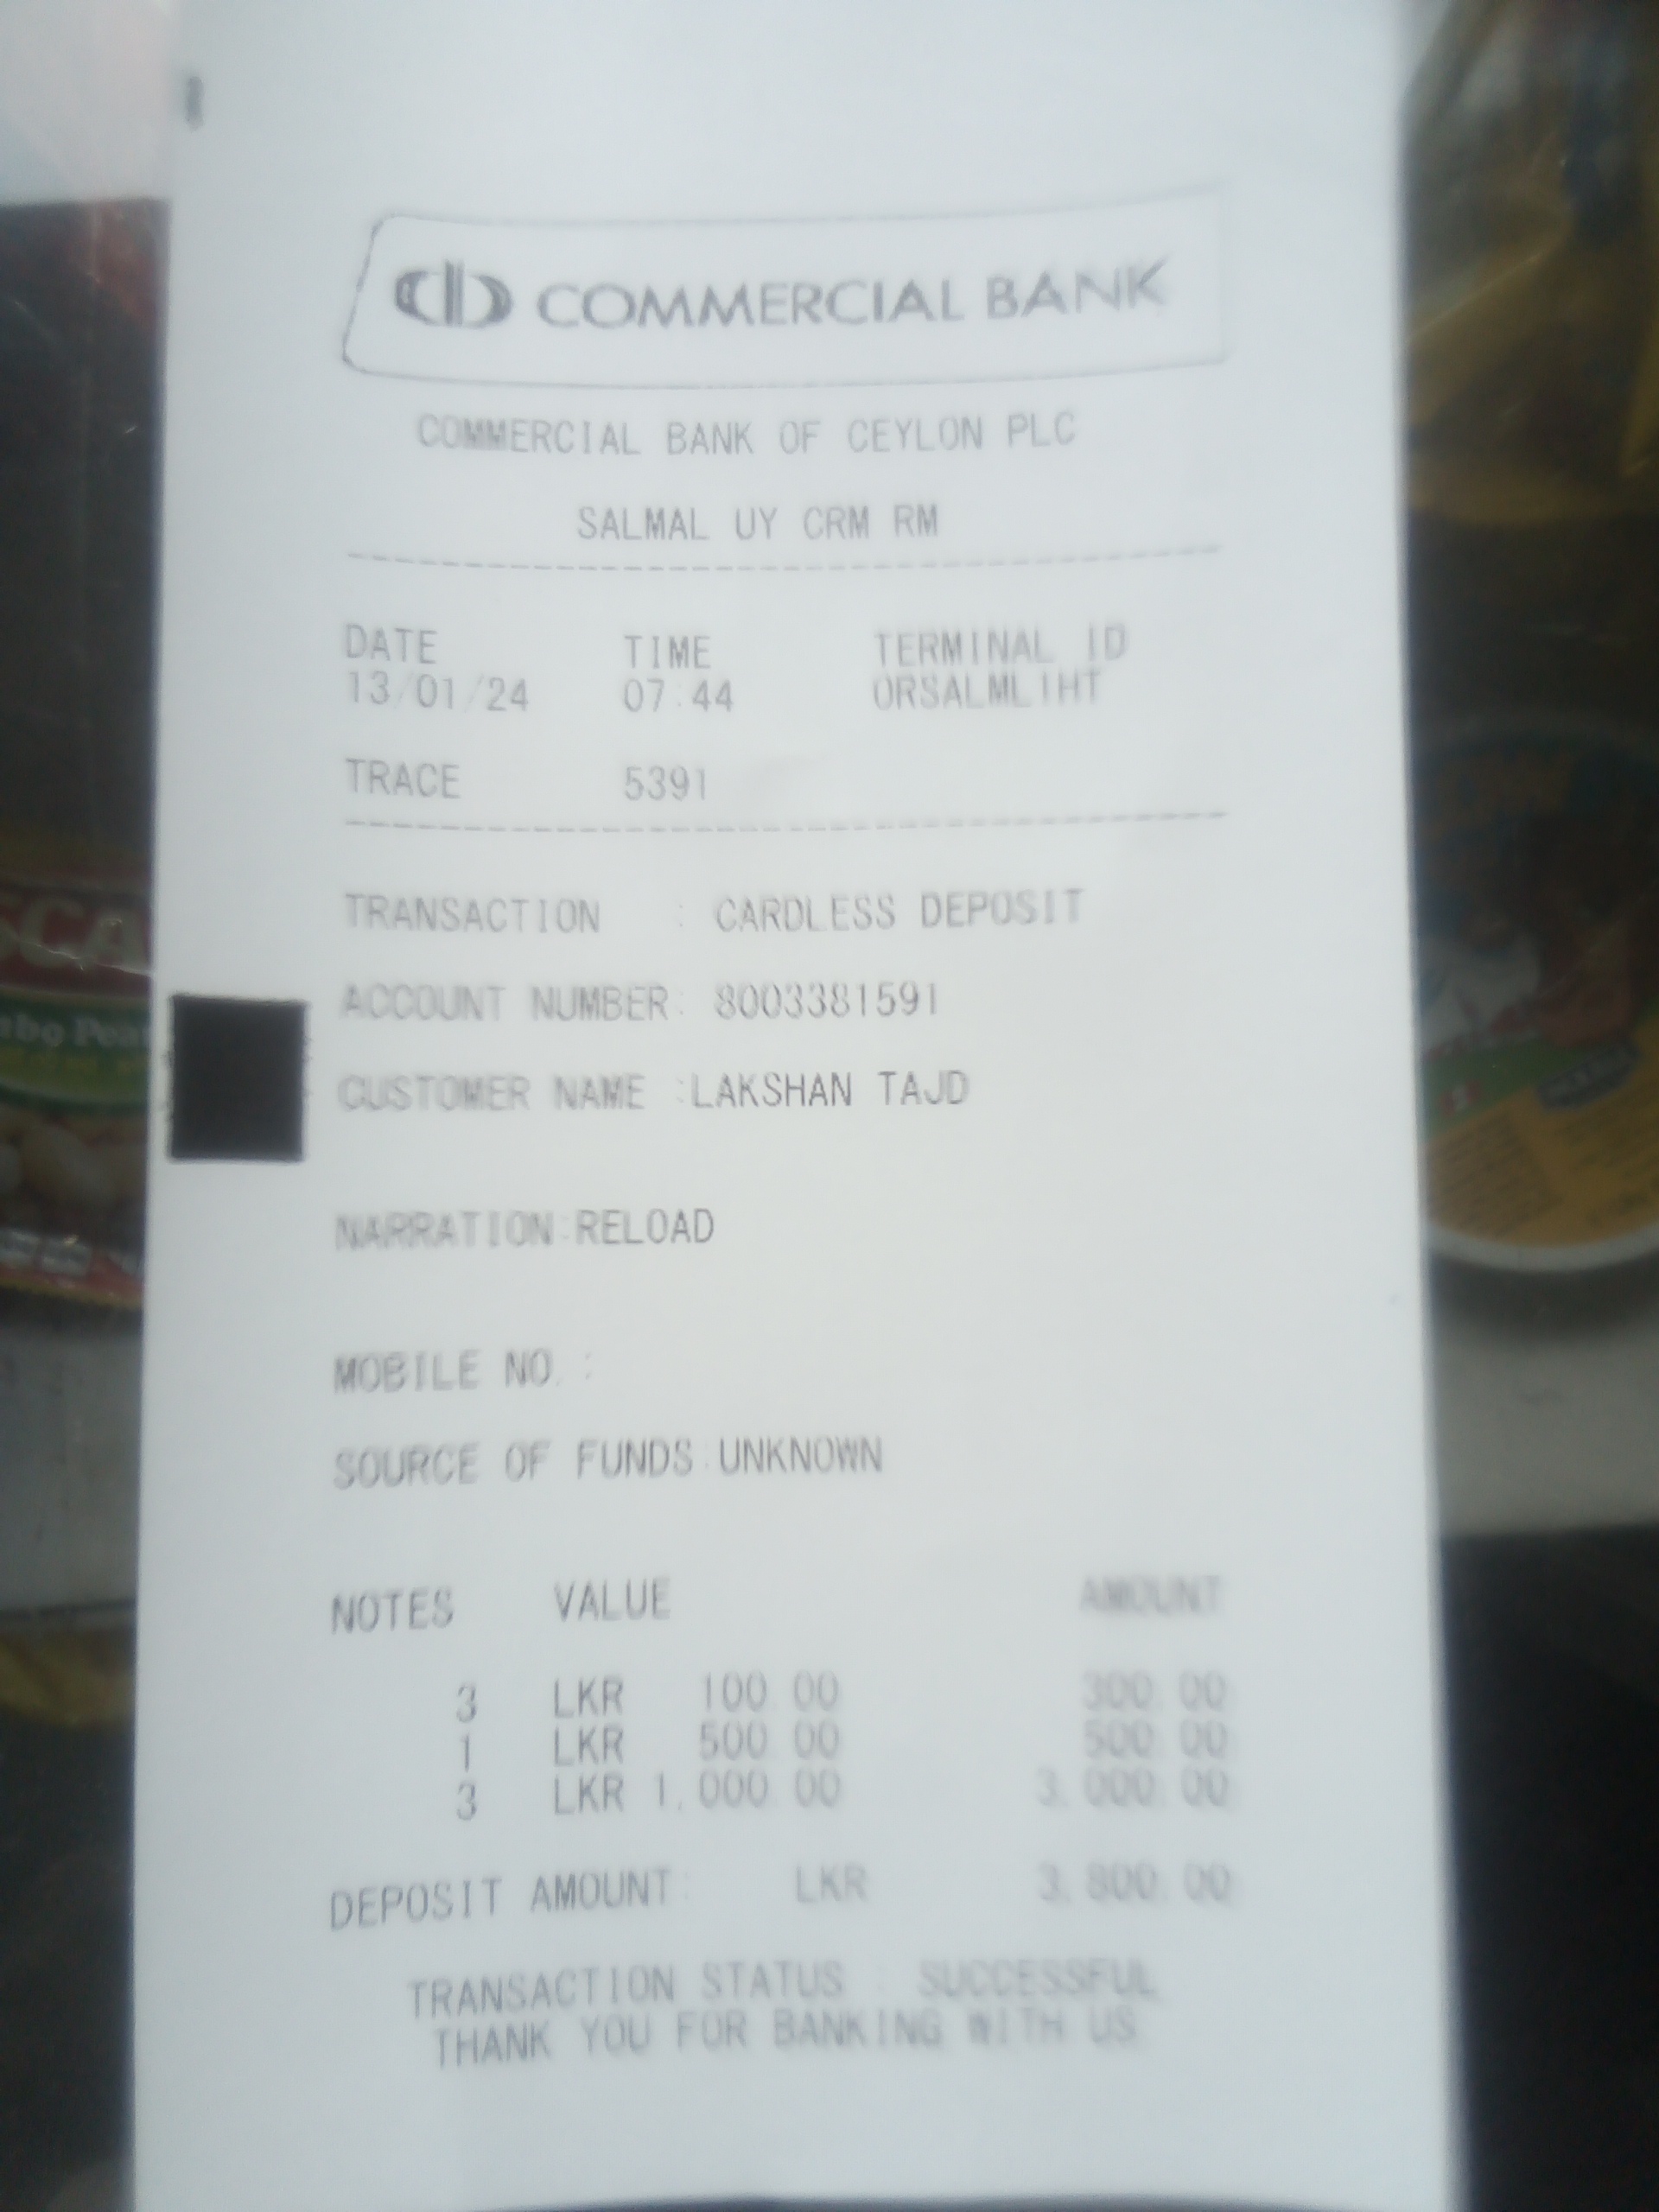 COMMERCIAL BANK
COMMERCIAL BANK OF CEYLON PLC
SALMAL UY CRM RM
DATE TIME TERMINAL ID
13/01/24 07:44 ORSALML1HT
TRACE 5391
TRANSACTION : CARDLESS DEPOSIT
ACCOUNT NUMBER: 8003381591
CUSTOMER NAME :LAKSHAN TAJD
NARRATION:RELOAD
MOBILE NO.:
SOURCE OF FUNDS:UNKNOWN
NOTES VALUE AMOUNT
3 LKR 100.00 300.00
1 LKR 500.00 500.00
3 LKR 1,000.00 3,000.00
DEPOSIT AMOUNT: LKR 3,800.00
TRANSACTION STATUS : SUCCESSFUL
THANK YOU FOR BANKING WITH US